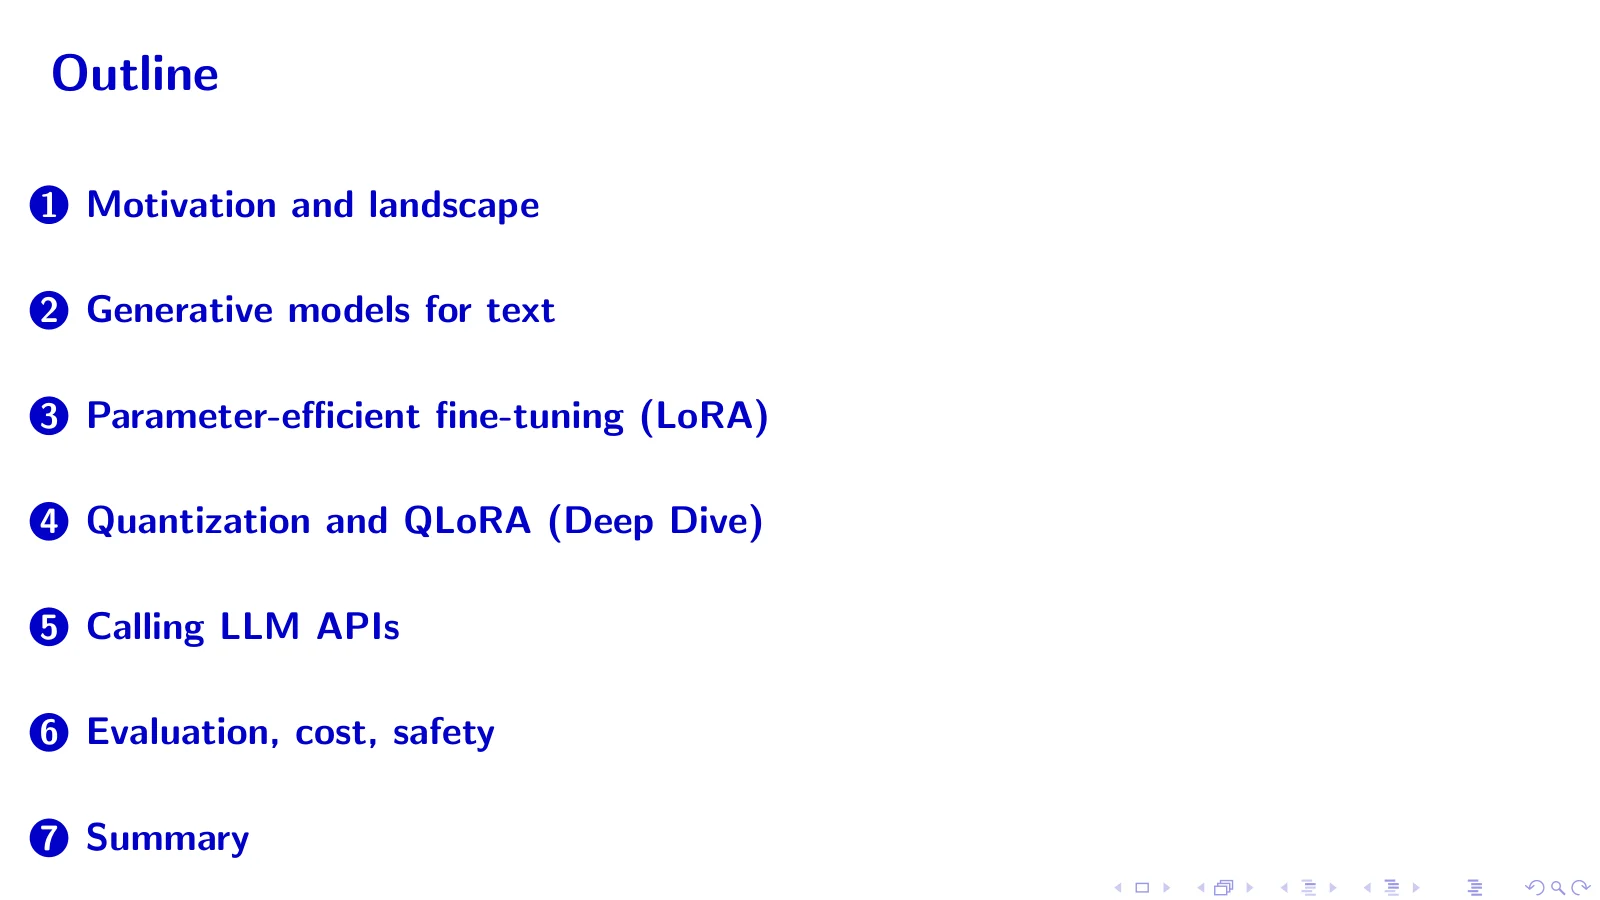 Outline
1 Motivation and landscape
2 Generative models for text
3 Parameter-efficient fine-tuning (LoRA)
4 Quantization and QLoRA (Deep Dive)
5 Calling LLM APIs
6 Evaluation, cost, safety
7 Summary